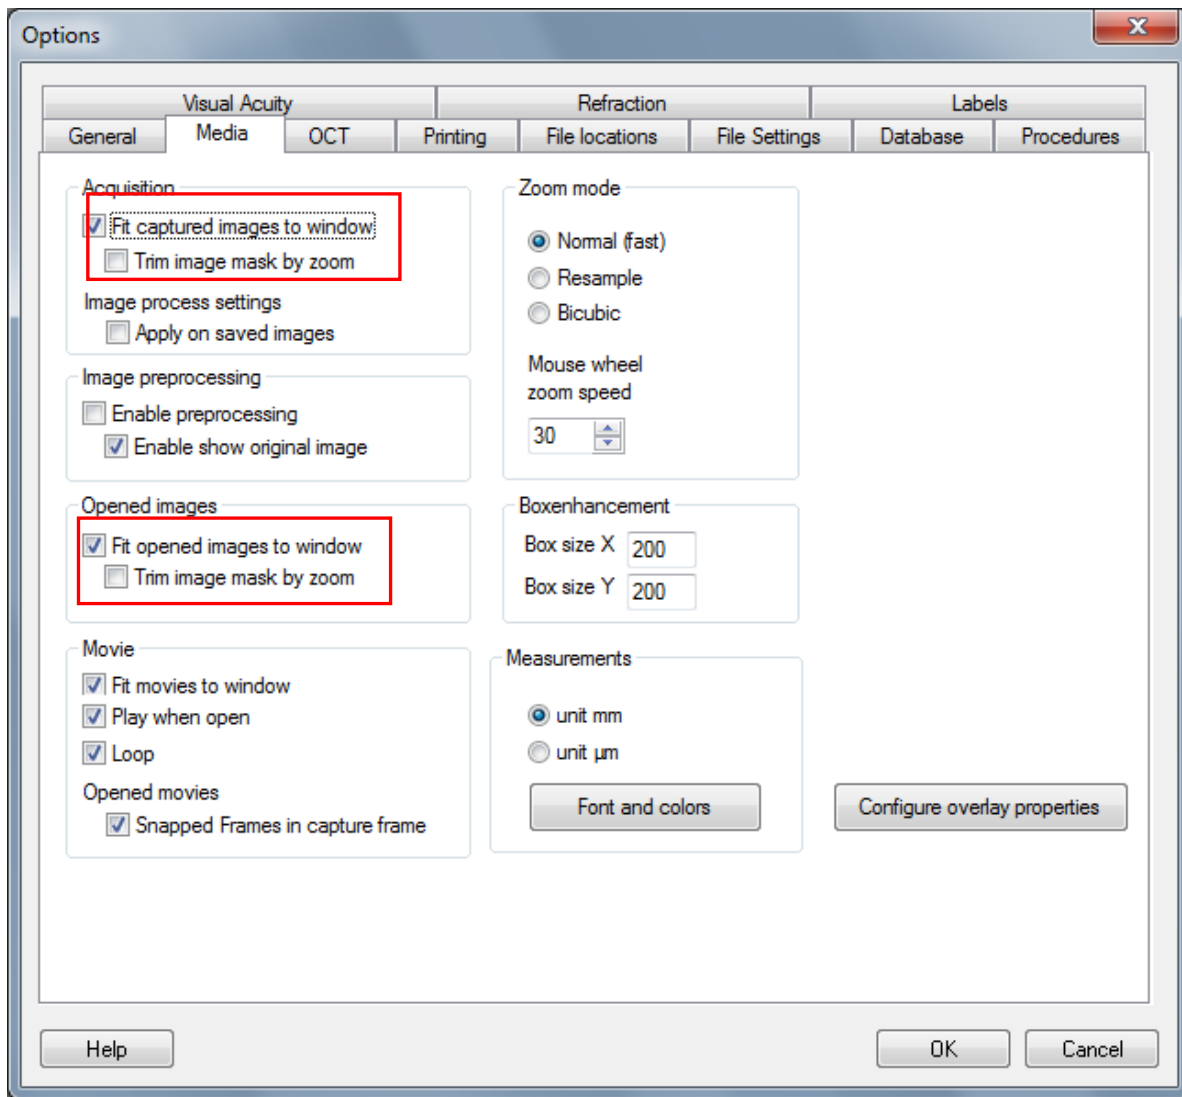 Options
Visual Acuity Refraction Labels
General Media OCT Printing File locations File Settings Database Procedures
Acquisition
Fit captured images to window
Trim image mask by zoom
Image process settings
Apply on saved images
Image preprocessing
Enable preprocessing
Enable show original image
Opened images
Fit opened images to window
Trim image mask by zoom
Movie
Fit movies to window
Play when open
Loop
Opened movies
Snapped Frames in capture frame
Zoom mode
Normal (fast)
Resample
Bicubic
Mouse wheel
zoom speed
30
Boxenhancement
Box size X 200
Box size Y 200
Measurements
unit mm
unit µm
Font and colors
Configure overlay properties
Help OK Cancel